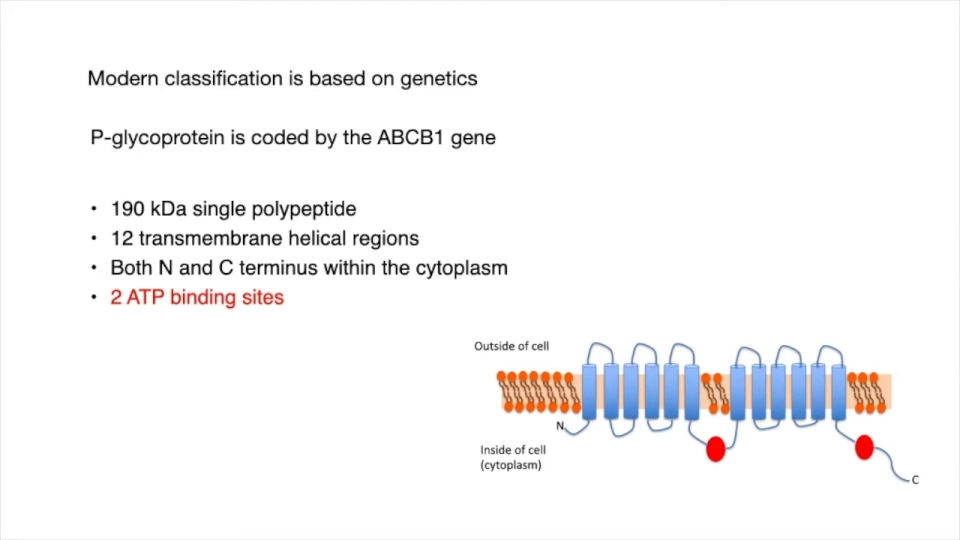 Modern classification is based on genetics
P-glycoprotein is coded by the ABCB1 gene
• 190 kDa single polypeptide
• 12 transmembrane helical regions
• Both N and C terminus within the cytoplasm
• 2 ATP binding sites
Outside of cell
N
Inside of cell
(cytoplasm)
C